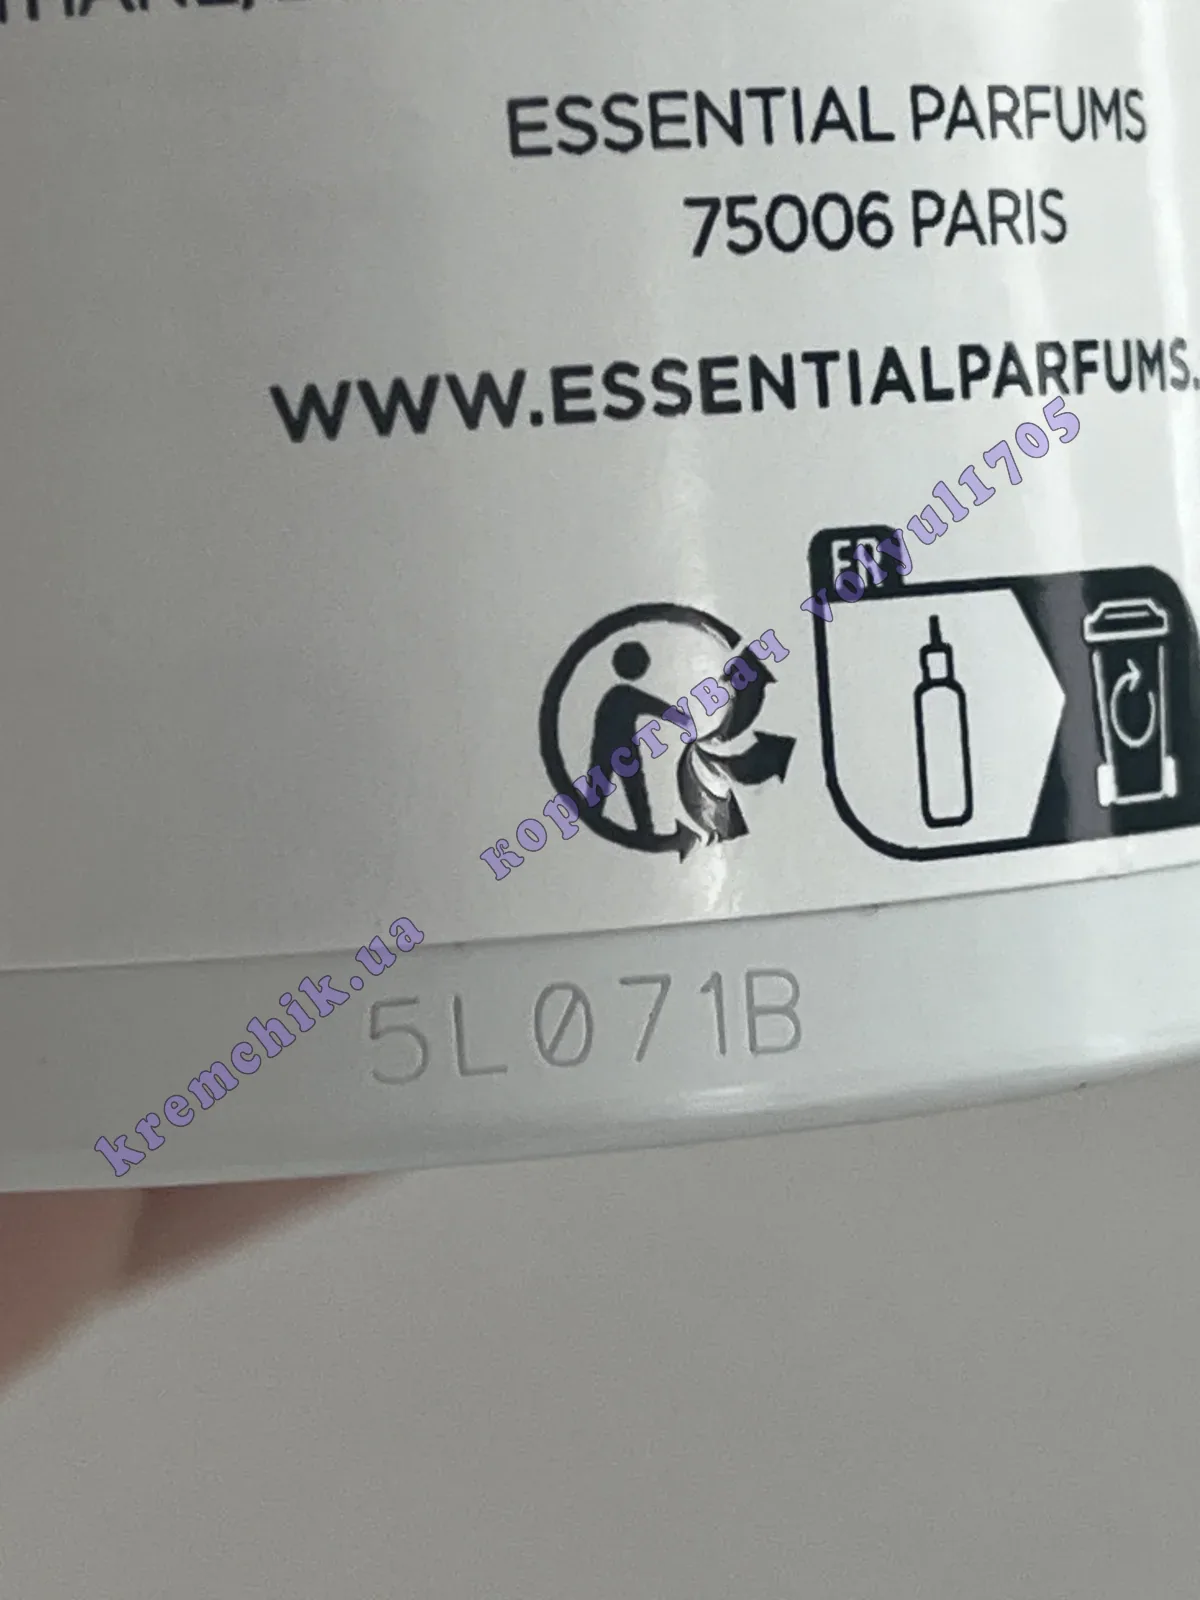 ESSENTIAL PARFUMS
75006 PARIS
WWW.ESSENTIALPARFUMS.
FR
5L071B
kremchik.ua користувач volyul1705